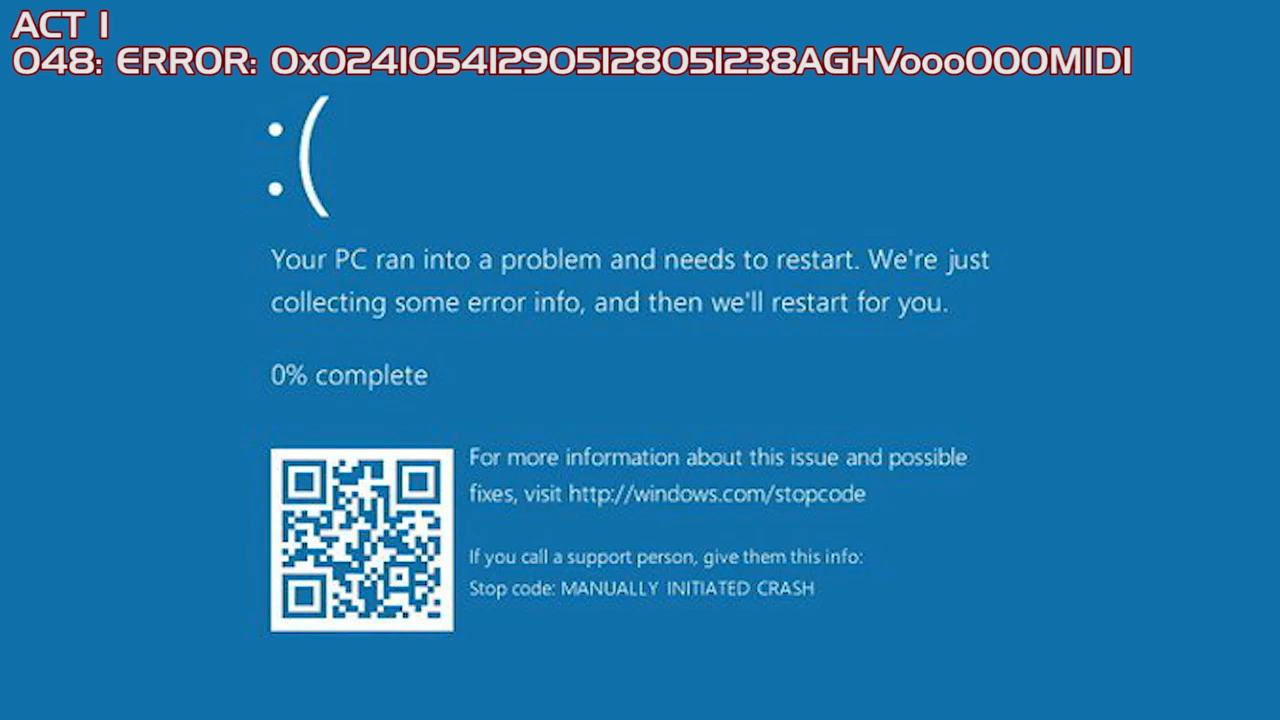 ACT 1
048: ERROR: 0x024105412905128051238AGHVoooOOOMIDI
:(
Your PC ran into a problem and needs to restart. We're just
collecting some error info, and then we'll restart for you.
0% complete
For more information about this issue and possible
fixes, visit http://windows.com/stopcode
If you call a support person, give them this info:
Stop code: MANUALLY INITIATED CRASH